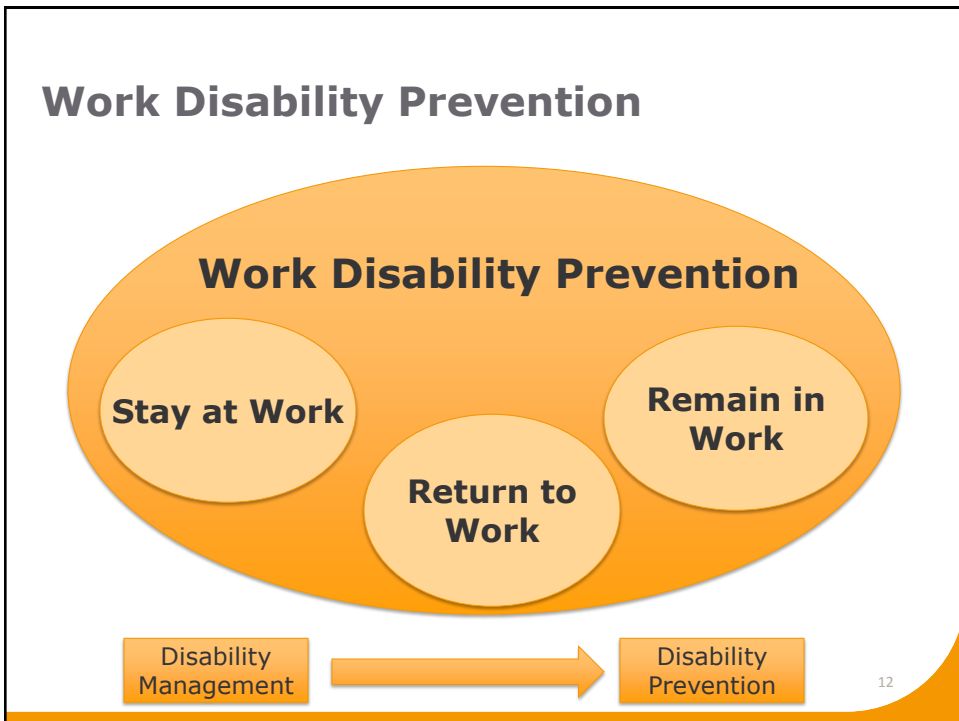 Work Disability Prevention
Work Disability Prevention
Stay at Work
Return to
Work
Remain in
Work
Disability
Management
Disability
Prevention
12